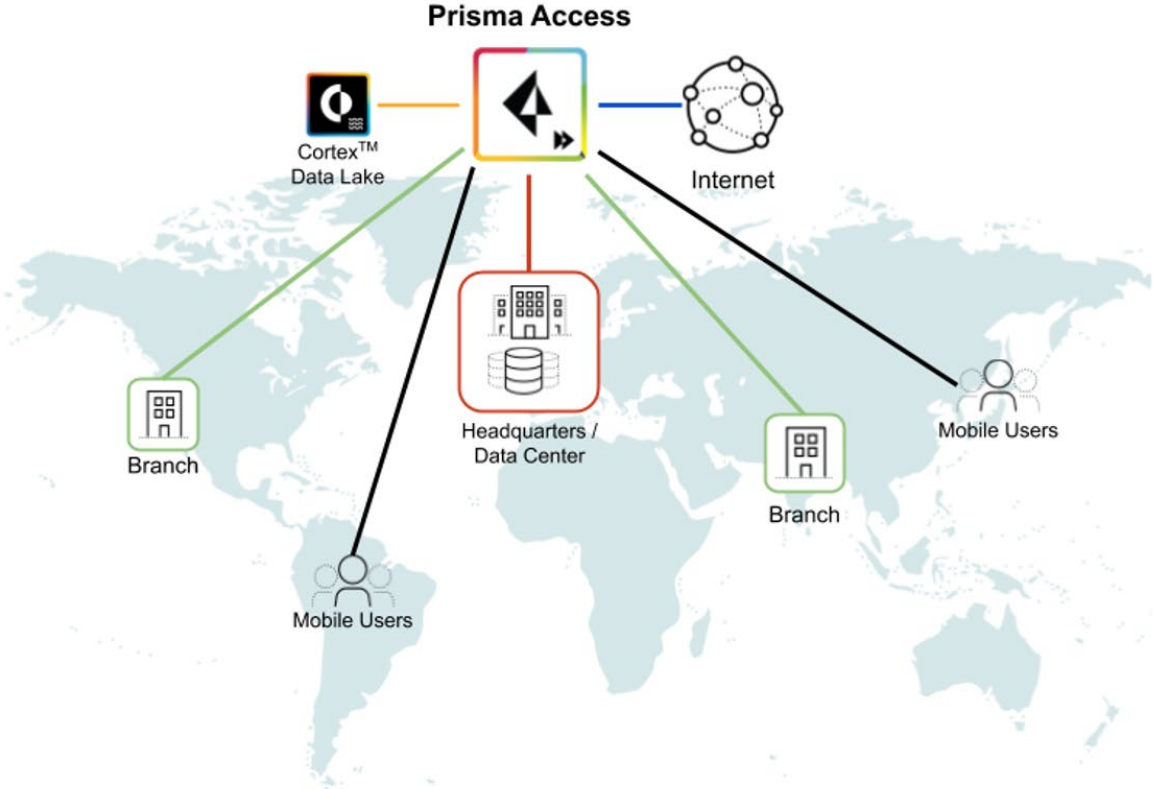 Prisma Access
Cortex™
Data Lake
Internet
Headquarters /
Data Center
Branch
Mobile Users
Branch
Mobile Users